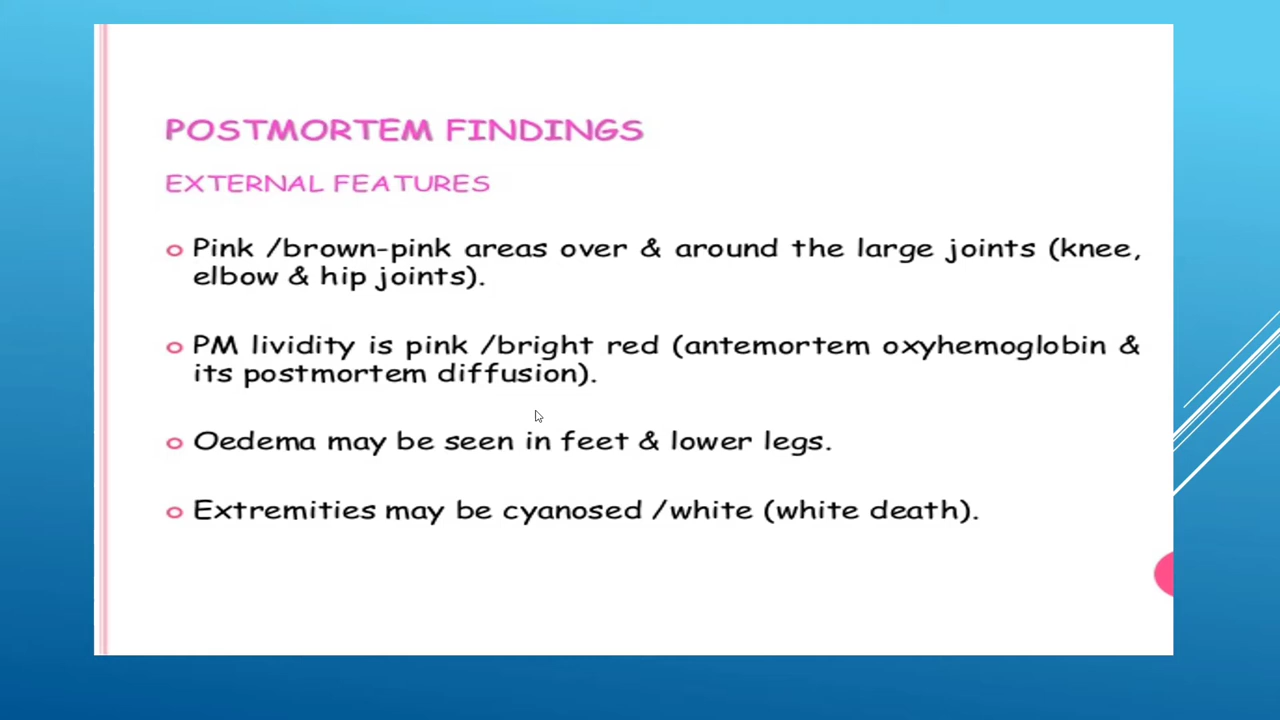 POSTMORTEM FINDINGS
EXTERNAL FEATURES
Pink /brown-pink areas over & around the large joints (knee,
elbow & hip joints).
PM lividity is pink /bright red (antemortem oxyhemoglobin &
its postmortem diffusion).
Oedema may be seen in feet & lower legs.
Extremities may be cyanosed /white (white death).